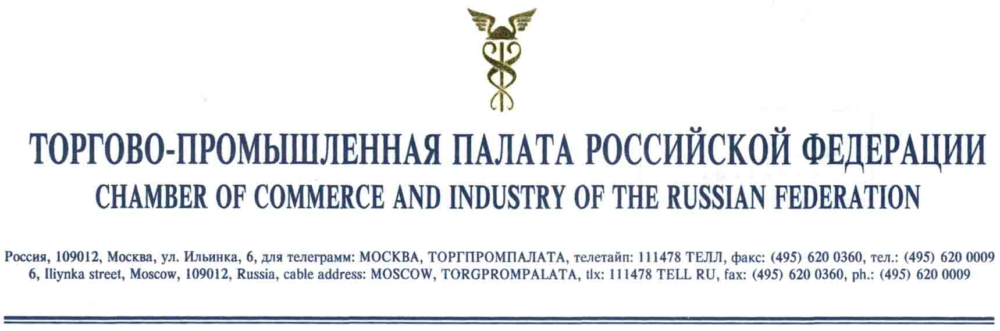 ТОРГОВО-ПРОМЫШЛЕННАЯ ПАЛАТА РОССИЙСКОЙ ФЕДЕРАЦИИ
CHAMBER OF COMMERCE AND INDUSTRY OF THE RUSSIAN FEDERATION
Россия, 109012, Москва, ул. Ильинка, 6, для телеграмм: МОСКВА, ТОРГПРОМПАЛАТА, телетайп: 111478 ТЕЛЛ, факс: (495) 620 0360, тел.: (495) 620 0009
6, Iliynka street, Moscow, 109012, Russia, cable address: MOSCOW, TORGPROMPALATA, tlx: 111478 TELL RU, fax: (495) 620 0360, ph.: (495) 620 0009